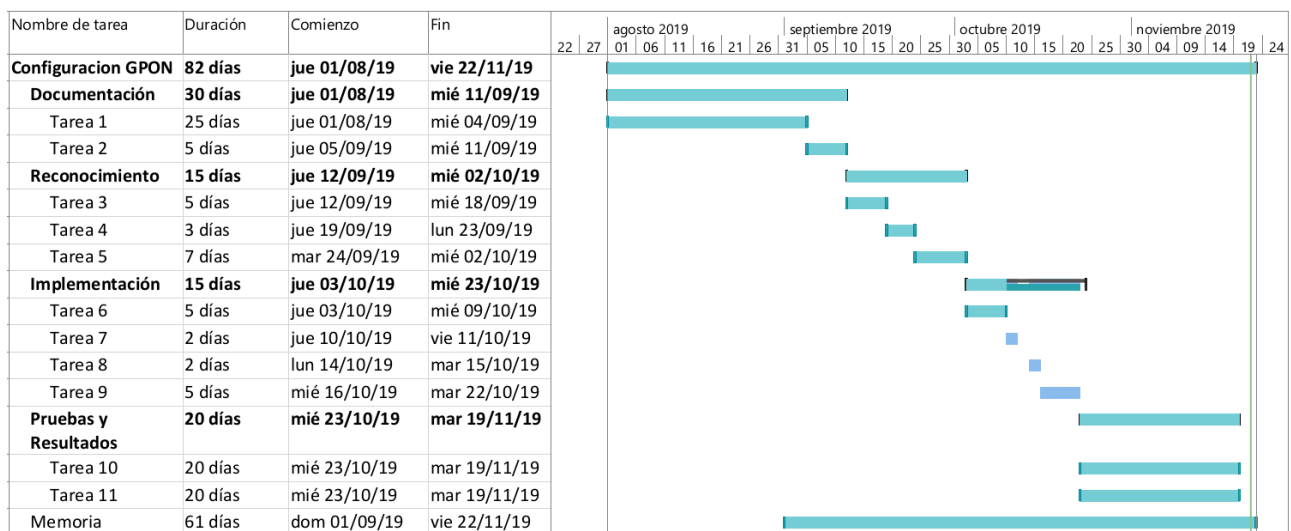 Nombre de tarea Duración Comienzo Fin agosto 2019 septiembre 2019 octubre 2019 noviembre 2019
22 27 01 06 11 16 21 26 31 05 10 15 20 25 30 05 10 15 20 25 30 04 09 14 19 24
Configuracion GPON 82 días jue 01/08/19 vie 22/11/19
Documentación 30 días jue 01/08/19 mié 11/09/19
Tarea 1 25 días jue 01/08/19 mié 04/09/19
Tarea 2 5 días jue 05/09/19 mié 11/09/19
Reconocimiento 15 días jue 12/09/19 mié 02/10/19
Tarea 3 5 días jue 12/09/19 mié 18/09/19
Tarea 4 3 días jue 19/09/19 lun 23/09/19
Tarea 5 7 días mar 24/09/19 mié 02/10/19
Implementación 15 días jue 03/10/19 mié 23/10/19
Tarea 6 5 días jue 03/10/19 mié 09/10/19
Tarea 7 2 días jue 10/10/19 vie 11/10/19
Tarea 8 2 días lun 14/10/19 mar 15/10/19
Tarea 9 5 días mié 16/10/19 mar 22/10/19
Pruebas y 20 días mié 23/10/19 mar 19/11/19
Resultados
Tarea 10 20 días mié 23/10/19 mar 19/11/19
Tarea 11 20 días mié 23/10/19 mar 19/11/19
Memoria 61 días dom 01/09/19 vie 22/11/19